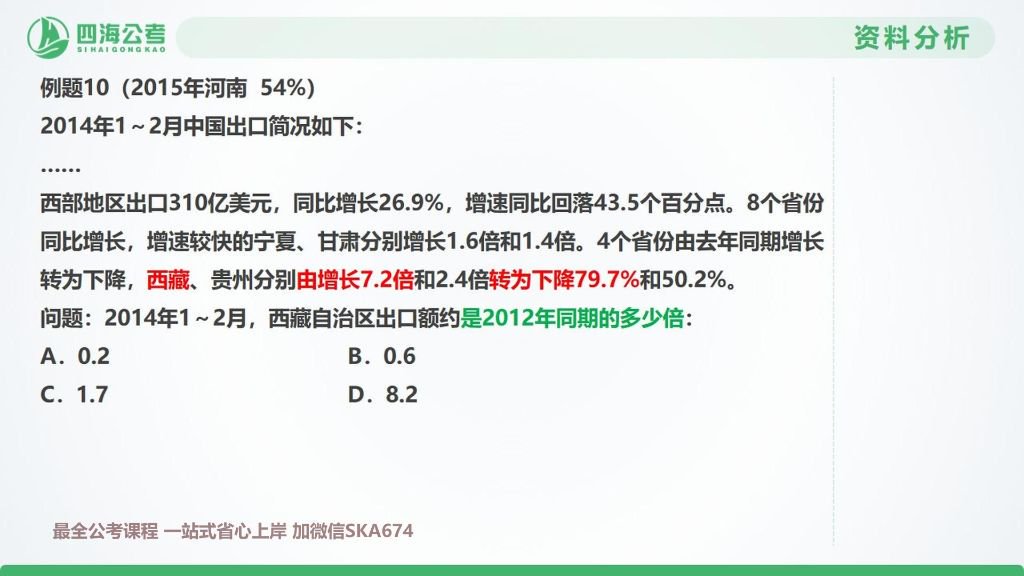 四海公考
SIHAIGONGKAO
资料分析
例题10（2015年河南 54%）
2014年1～2月中国出口简况如下：
……
西部地区出口310亿美元，同比增长26.9%，增速同比回落43.5个百分点。8个省份
同比增长，增速较快的宁夏、甘肃分别增长1.6倍和1.4倍。4个省份由去年同期增长
转为下降，西藏、贵州分别由增长7.2倍和2.4倍转为下降79.7%和50.2%。
问题：2014年1～2月，西藏自治区出口额约是2012年同期的多少倍：
A．0.2 B．0.6
C．1.7 D．8.2
最全公考课程 一站式省心上岸 加微信SKA674